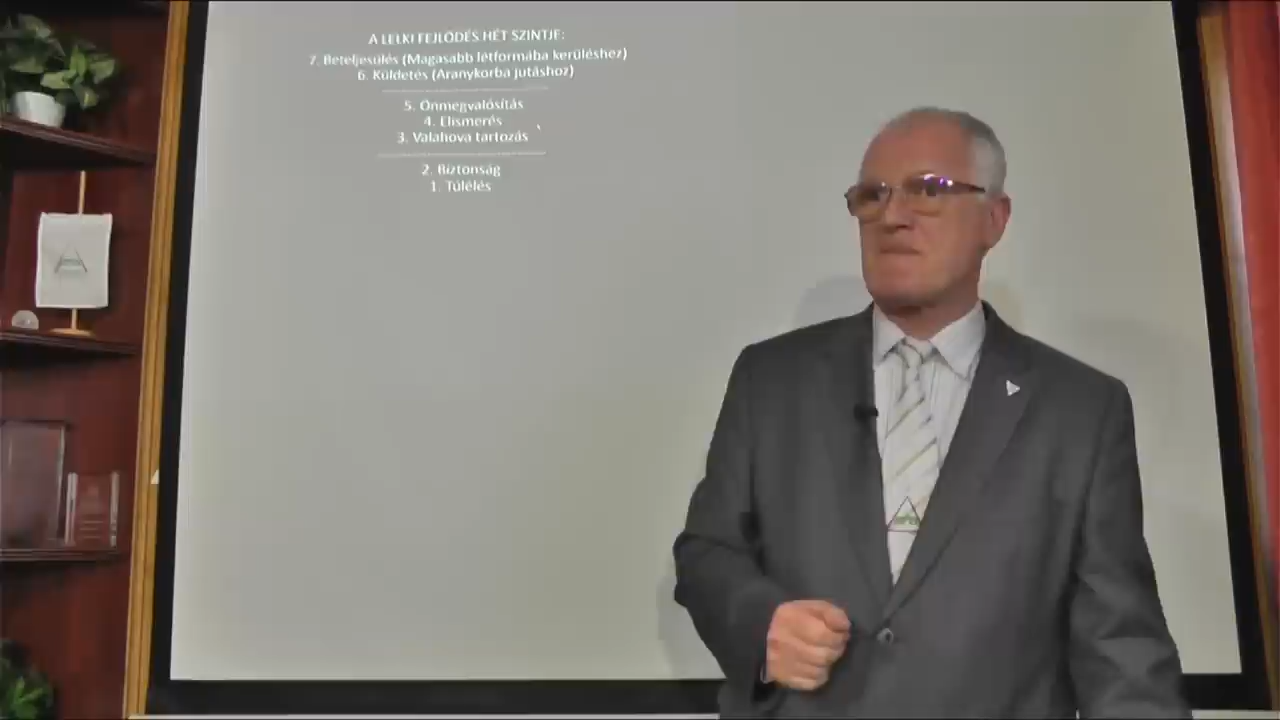 A LELKI FEJLŐDÉS HÉT SZINTJE:
7. Beteljesülés (Magasabb létformába kerüléshez)
6. Küldetés (Aranykorba jutáshoz)
5. Önmegvalósítás
4. Elismerés
3. Valahova tartozás
2. Biztonság
1. Túlélés